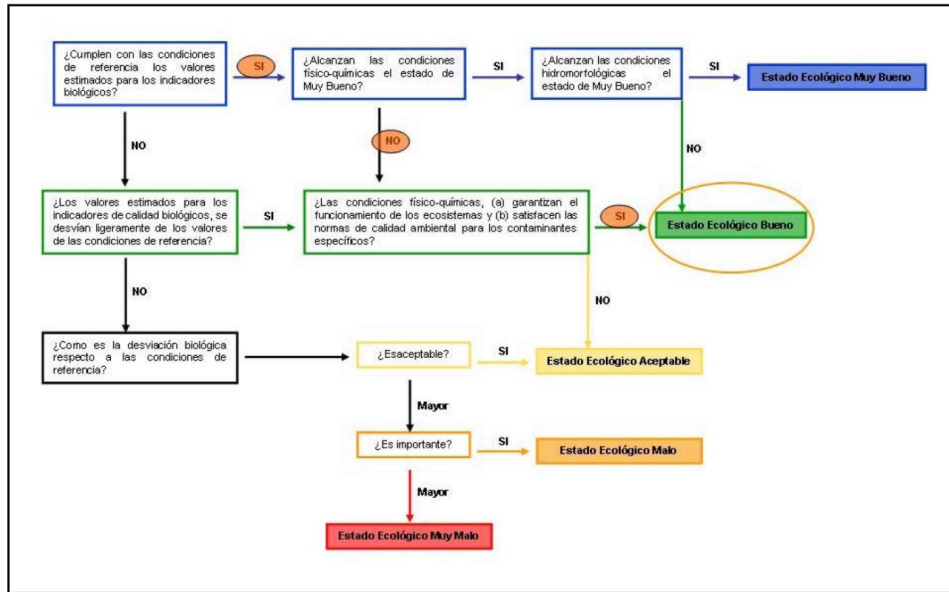 ¿Cumplen con las condiciones
de referencia los valores
estimados para los indicadores
biológicos?
SI
¿Alcanzan las condiciones
físico-químicas el estado de
Muy Bueno?
SI
¿Alcanzan las condiciones
hidromorfológicas el
estado de Muy Bueno?
SI
Estado Ecológico Muy Bueno
NO
NO
NO
¿Los valores estimados para los
indicadores de calidad biológicos, se
desvían ligeramente de los valores
de las condiciones de referencia?
SI
¿Las condiciones físico-químicas, (a) garantizan el
funcionamiento de los ecosistemas y (b) satisfacen las
normas de calidad ambiental para los contaminantes
específicos?
SI
Estado Ecológico Bueno
NO
NO
¿Como es la desviación biológica
respecto a las condiciones de
referencia?
¿Esaceptable?
SI
Estado Ecológico Aceptable
Mayor
¿Es importante?
SI
Estado Ecológico Malo
Mayor
Estado Ecológico Muy Malo